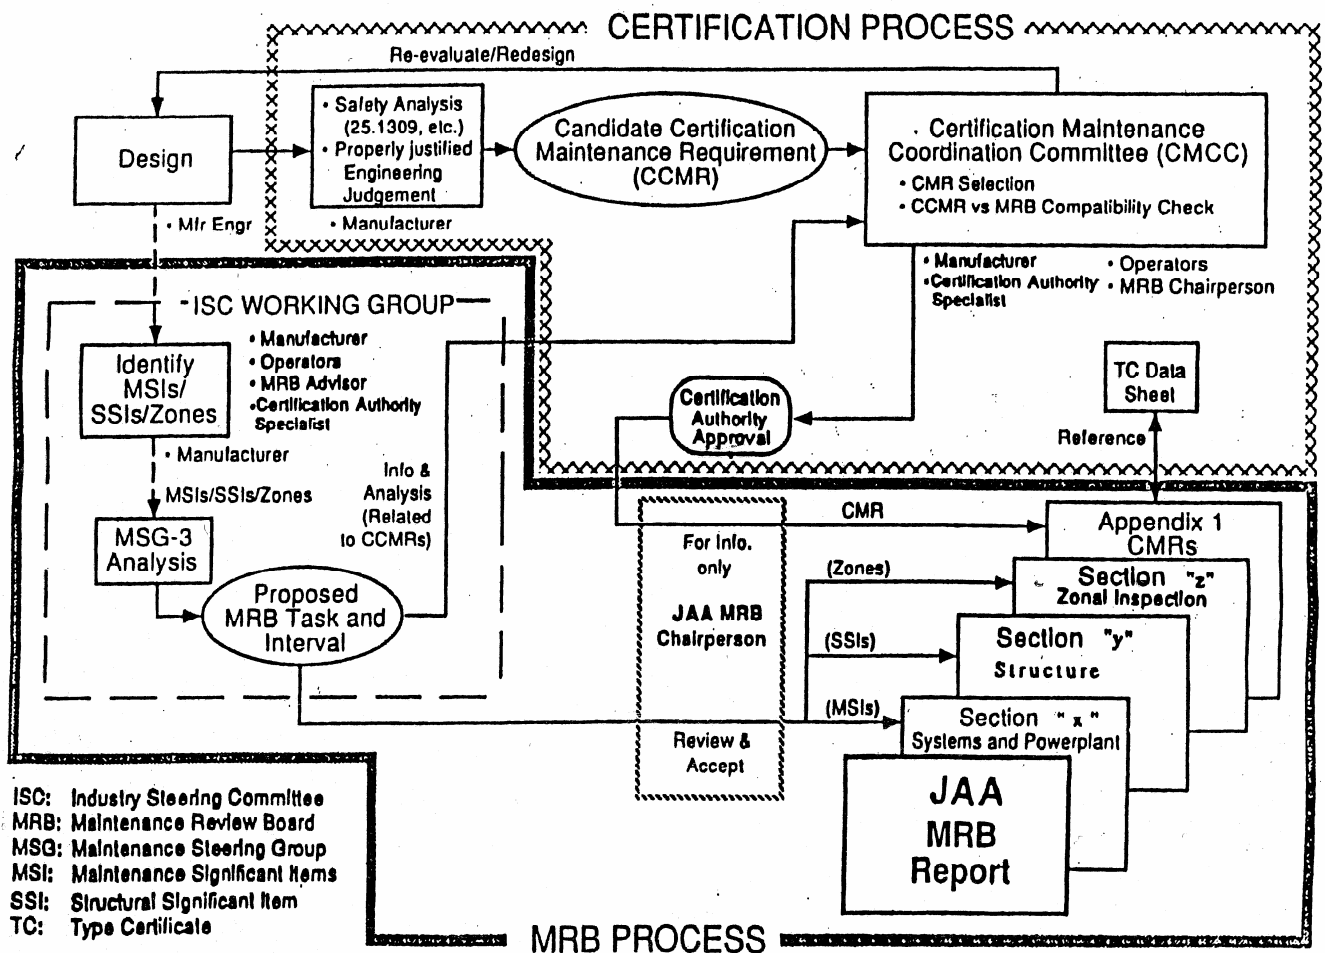 CERTIFICATION PROCESS
Re-evaluate/Redesign
Design
• Mfr Engr
• Safety Analysis
(25.1309, etc.)
• Properly justified
Engineering
Judgement
• Manufacturer
Candidate Certification
Maintenance Requirement
(CCMR)
Certification Maintenance
Coordination Committee (CMCC)
• CMR Selection
• CCMR vs MRB Compatibility Check
• Manufacturer
• Certification Authority
Specialist
• Operators
• MRB Chairperson
ISC WORKING GROUP
• Manufacturer
• Operators
• MRB Advisor
• Certification Authority
Specialist
Identify
MSIs/
SSIs/Zones
• Manufacturer
MSIs/SSIs/Zones
MSG-3
Analysis
Info &
Analysis
(Related
to CCMRs)
Proposed
MRB Task and
Interval
Certification
Authority
Approval
TC Data
Sheet
Reference
CMR
For Info.
only
JAA MRB
Chairperson
Review &
Accept
(Zones)
(SSIs)
(MSIs)
Appendix 1
CMRs
Section "z"
Zonal Inspection
Section "y"
Structure
Section "x"
Systems and Powerplant
JAA
MRB
Report
ISC: Industry Steering Committee
MRB: Maintenance Review Board
MSG: Maintenance Steering Group
MSI: Maintenance Significant Items
SSI: Structural Significant Item
TC: Type Certificate
MRB PROCESS